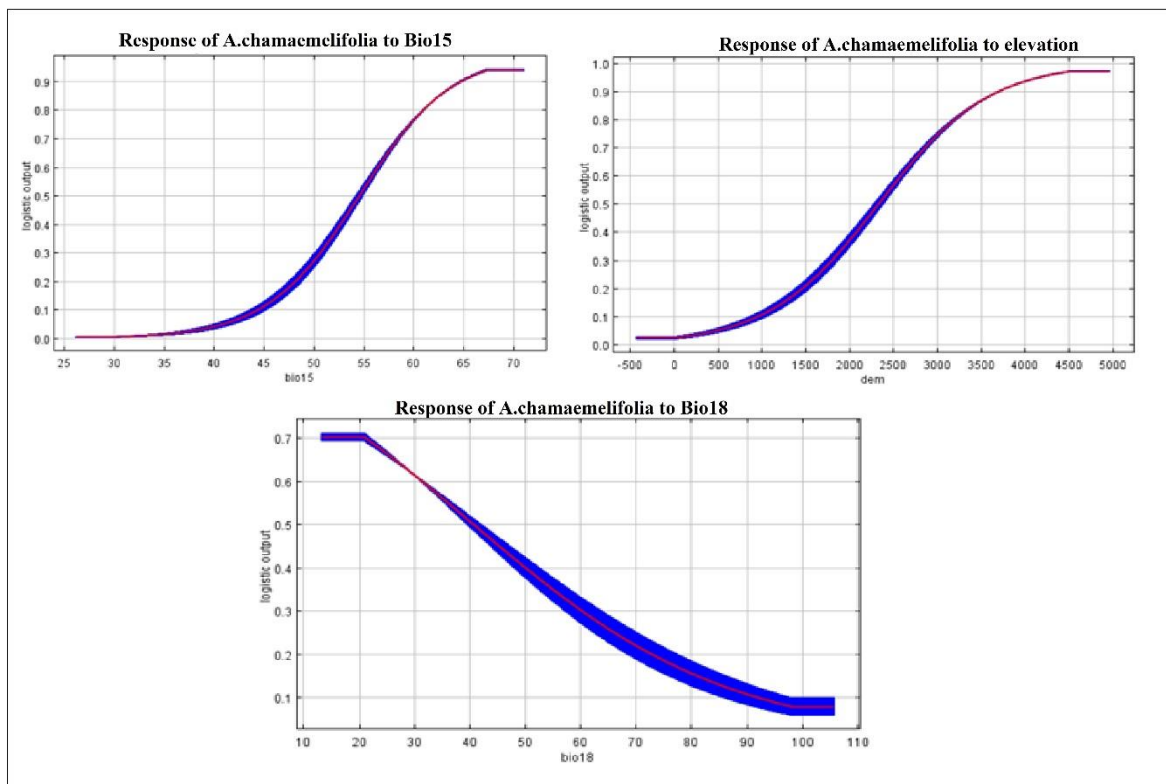 Response of A.chamaemelifolia to Bio15
0.9
0.8
0.7
0.6
0.5
0.4
0.3
0.2
0.1
0.0
logistic output
25 30 35 40 45 50 55 60 65 70
bio15
Response of A.chamaemelifolia to elevation
1.0
0.9
0.8
0.7
0.6
0.5
0.4
0.3
0.2
0.1
0.0
logistic output
-500 0 500 1000 1500 2000 2500 3000 3500 4000 4500 5000
dem
Response of A.chamaemelifolia to Bio18
0.7
0.6
0.5
0.4
0.3
0.2
0.1
logistic output
10 20 30 40 50 60 70 80 90 100 110
bio18